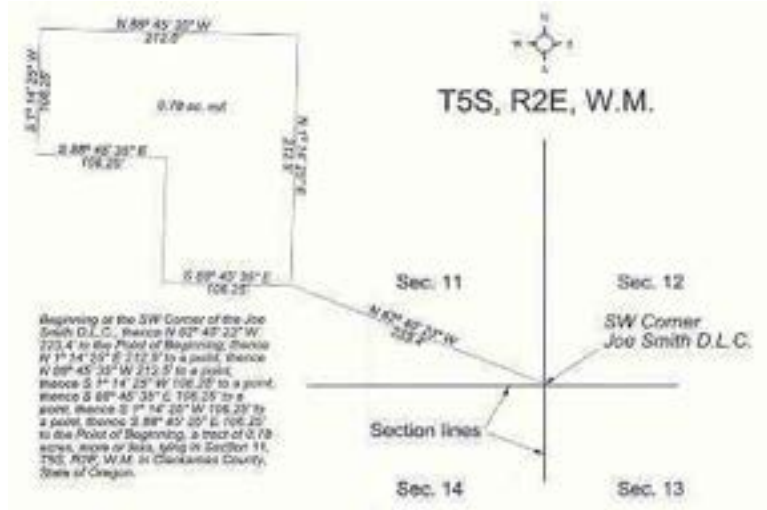 N 88° 45' 35" W
212.5'
N
W E
S
T5S, R2E, W.M.
S 1° 14' 25" W
106.25'
0.78 ac. m/l
N 1° 14' 25" E
212.5'
S 88° 45' 35" E
106.25'
S 88° 45' 35" E
106.25'
Sec. 11
Sec. 12
N 62° 40' 23" W
223.4'
SW Corner
Joe Smith D.L.C.
Beginning at the SW Corner of the Joe
Smith D.L.C., thence N 62° 40' 23" W
223.4' to the Point of Beginning; thence
N 1° 14' 25" E 212.5' to a point, thence
N 88° 45' 35" W 212.5' to a point,
thence S 1° 14' 25" W 106.25' to a point,
thence S 88° 45' 35" E 106.25' to a
point, thence S 1° 14' 25" W 106.25' to
a point, thence S 88° 45' 35" E 106.25'
to the Point of Beginning, a tract of 0.78
acres, more or less, lying in Section 11,
T5S, R2E, W.M. in Clackamas County,
State of Oregon.
Section lines
Sec. 14
Sec. 13